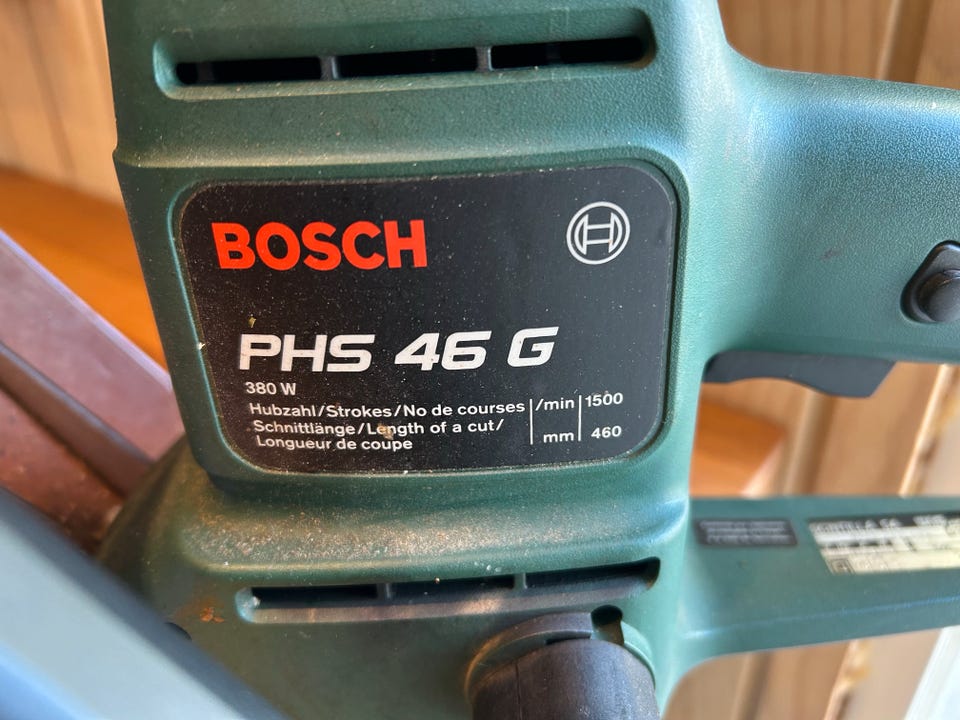 BOSCH
PHS 46 G
380 W
Hubzahl/Strokes/No de courses /min 1500
Schnittlänge/Length of a cut/ mm 460
Longueur de coupe